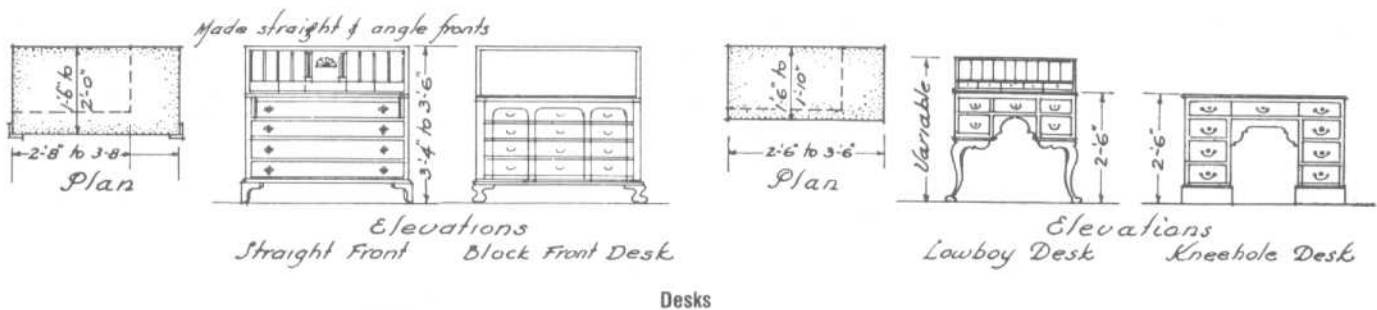 Made straight & angle fronts
1'-6" to
2'-0"
2'-8" to 3-8
Plan
3'-4" to 3'-6"
Elevations
Straight Front
Block Front Desk
1'-6" to
1'-10"
2'-6" to 3'-6"
Plan
Variable
2'-6"
2'-6"
Elevations
Lowboy Desk
Kneehole Desk
Desks